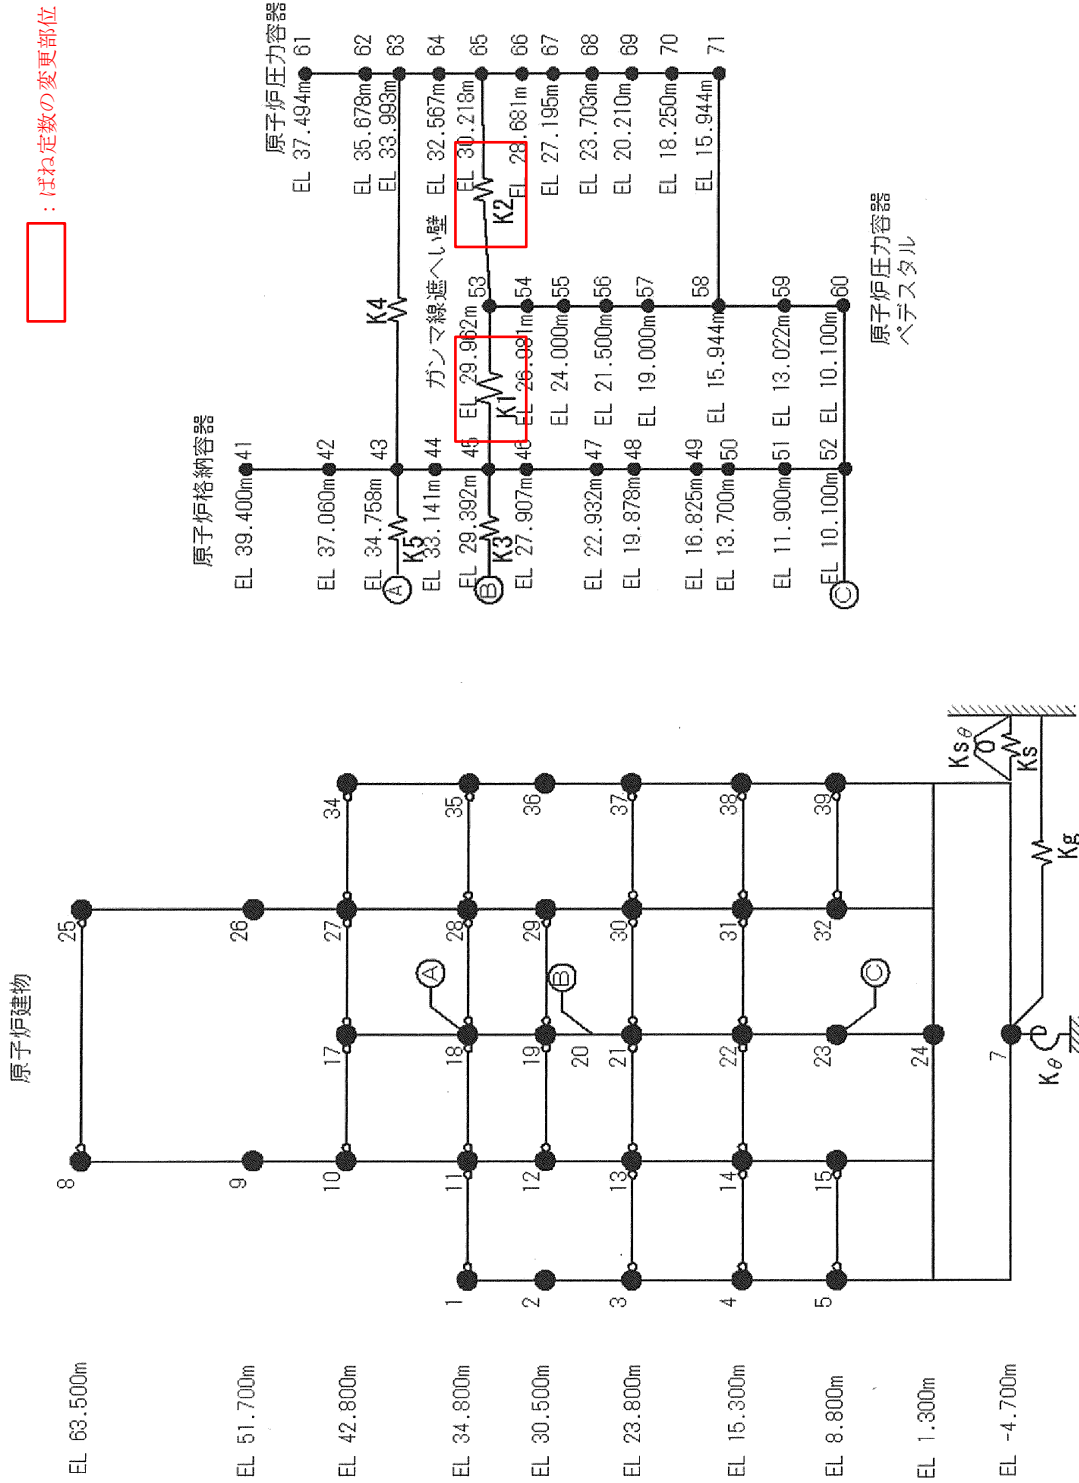 □：ばね定数の変更部位
原子炉建物
EL 63.500m
EL 51.700m
EL 42.800m
EL 34.800m
EL 30.500m
EL 23.800m
EL 15.300m
EL 8.800m
EL 1.300m
EL -4.700m
8
25
9
26
10
17
27
34
1
11
18
28
35
A
2
12
19
29
36
B
20
3
13
21
30
37
4
14
22
31
38
5
15
23
32
39
C
24
7
Kθ
Kg
Ks
Ksθ
原子炉格納容器
EL 39.400m 41
EL 37.060m 42
EL 34.758m 43
EL 33.141m 44
EL 29.392m 45
EL 27.907m 46
EL 22.932m 47
EL 19.878m 48
EL 16.825m 49
EL 13.700m 50
EL 11.900m 51
EL 10.100m 52
A
K5
B
K3
C
K4
K1
K2
ガンマ線遮へい壁
EL 29.962m 53
EL 26.981m 54
EL 24.000m 55
EL 21.500m 56
EL 19.000m 57
EL 15.944m 58
EL 13.022m 59
EL 10.100m 60
原子炉圧力容器
ペデスタル
原子炉圧力容器
EL 37.494m 61
EL 35.678m 62
EL 33.993m 63
EL 32.567m 64
EL 30.218m 65
EL 28.681m 66
EL 27.195m 67
EL 23.703m 68
EL 20.210m 69
EL 18.250m 70
EL 15.944m 71